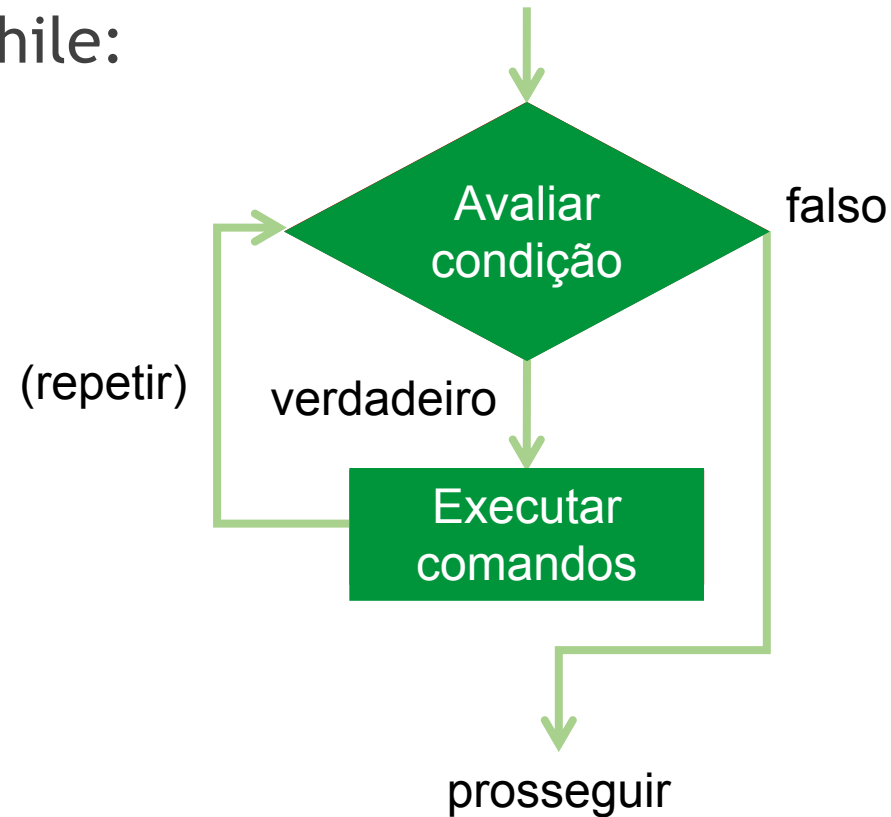 hile:
Avaliar
condição
falso
(repetir)
verdadeiro
Executar
comandos
prosseguir